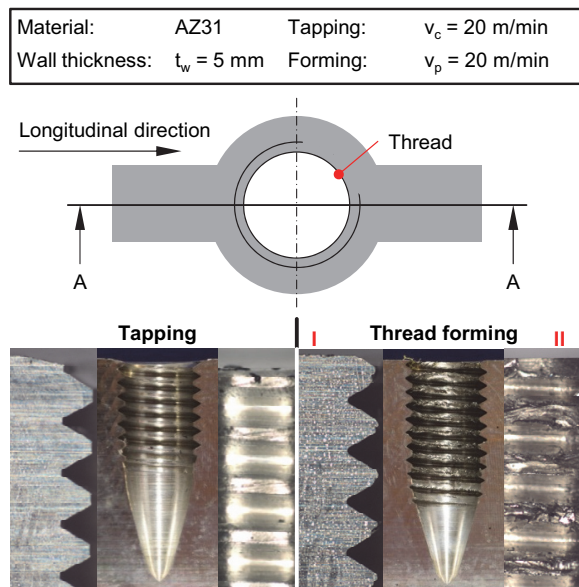 Material: AZ31 Tapping: v_c = 20 m/min
Wall thickness: t_w = 5 mm Forming: v_p = 20 m/min
Longitudinal direction
Thread
A A
Tapping I Thread forming II